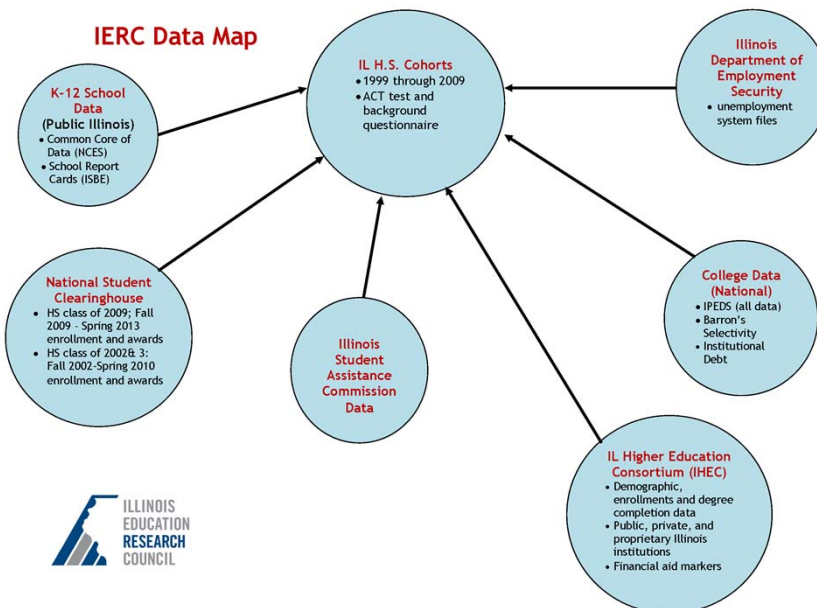 IERC Data Map
IL H.S. Cohorts
• 1999 through 2009
• ACT test and
background
questionnaire
Illinois
Department of
Employment
Security
• unemployment
system files
K-12 School
Data
(Public Illinois)
• Common Core of
Data (NCES)
• School Report
Cards (ISBE)
National Student
Clearinghouse
• HS class of 2009; Fall
2009 - Spring 2013
enrollment and awards
• HS class of 2002& 3:
Fall 2002-Spring 2010
enrollment and awards
Illinois
Student
Assistance
Commission
Data
College Data
(National)
• IPEDS (all data)
• Barron's
Selectivity
• Institutional
Debt
IL Higher Education
Consortium (IHEC)
• Demographic,
enrollments and degree
completion data
• Public, private, and
proprietary Illinois
institutions
• Financial aid markers
ILLINOIS
EDUCATION
RESEARCH
COUNCIL